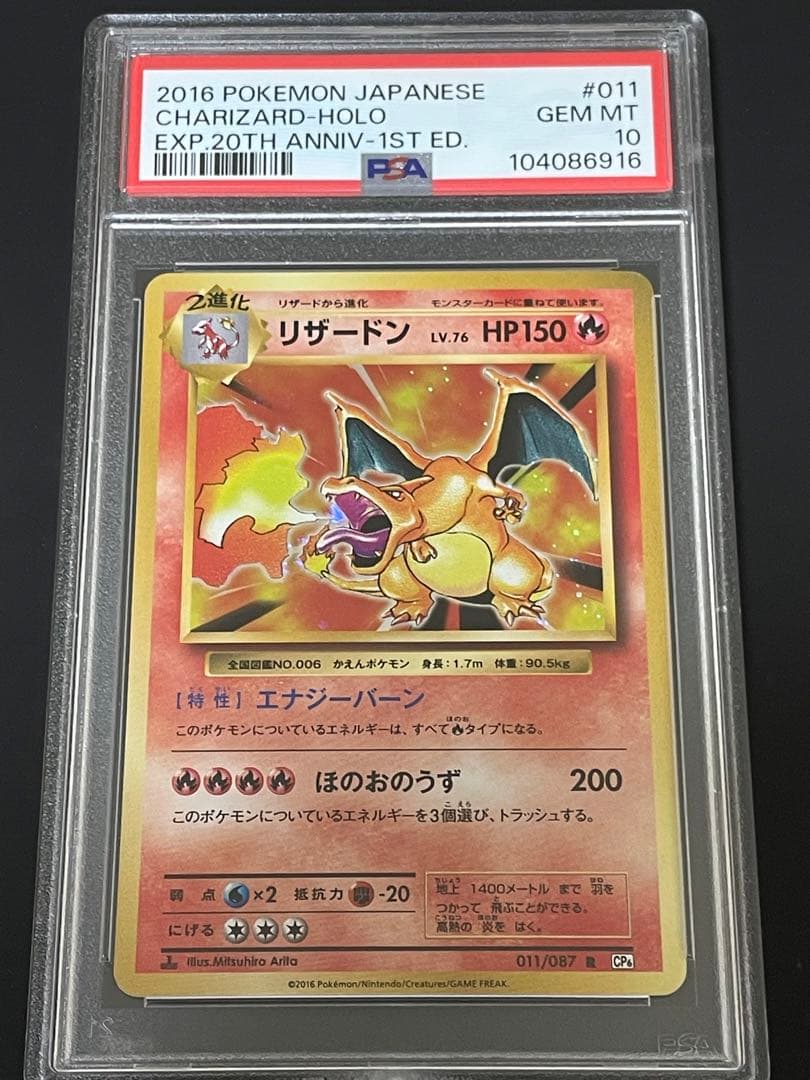 2016 POKEMON JAPANESE #011
CHARIZARD-HOLO GEM MT
EXP.20TH ANNIV-1ST ED. 10
PSA 104086916
2進化 リザードから進化 モンスターカードに重ねて使います。
リザードン LV.76 HP150
全国図鑑NO.006 かえんポケモン 身長:1.7m 体重:90.5kg
[特性] エナジーバーン
このポケモンについているエネルギーは、すべてタイプになる。
ほのおのうず 200
このポケモンについているエネルギーを3個選び、トラッシュする。
弱点 ×2 抵抗力 -20
にげる
地上 1400メートル まで 羽を
つかって 飛ぶことができる。
高熱の 炎を はく。
1 Illus.Mitsuhiro Arita 011/087 R CP6
©2016 Pokémon/Nintendo/Creatures/GAME FREAK.
PSA